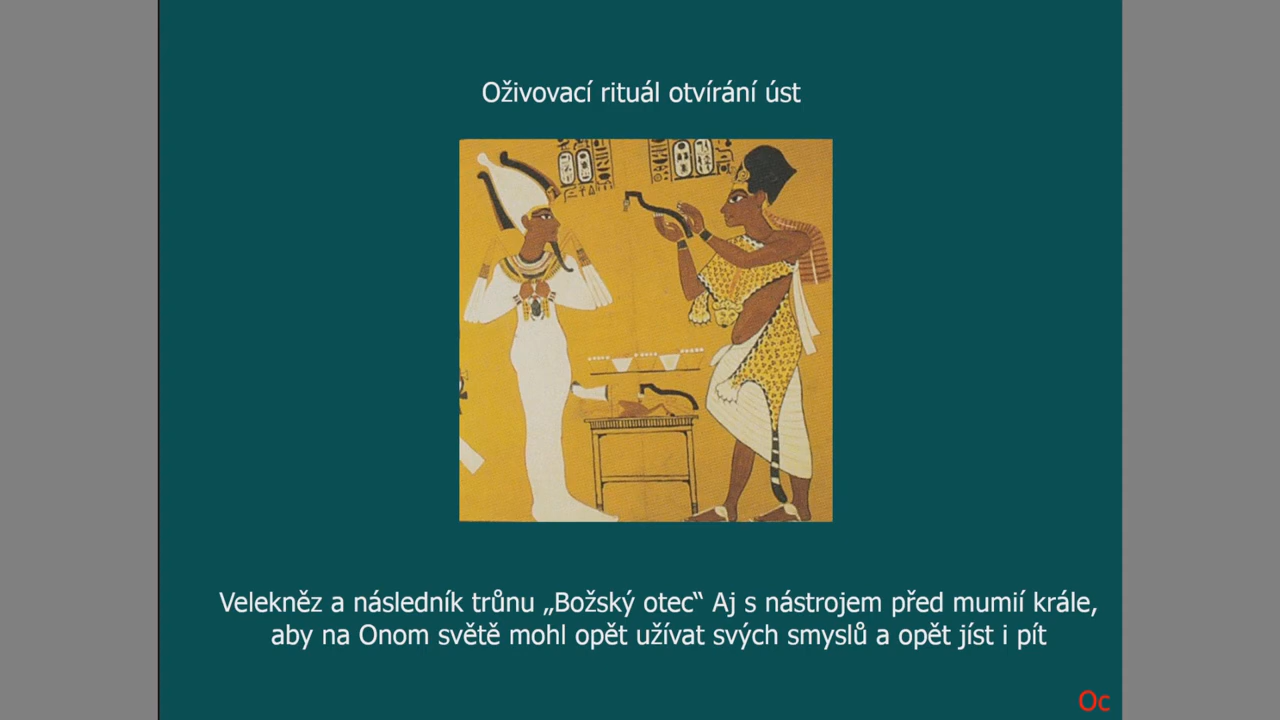 Oživovací rituál otvírání úst
Velekněz a následník trůnu „Božský otec“ Aj s nástrojem před mumií krále,
aby na Onom světě mohl opět užívat svých smyslů a opět jíst i pít
Oc